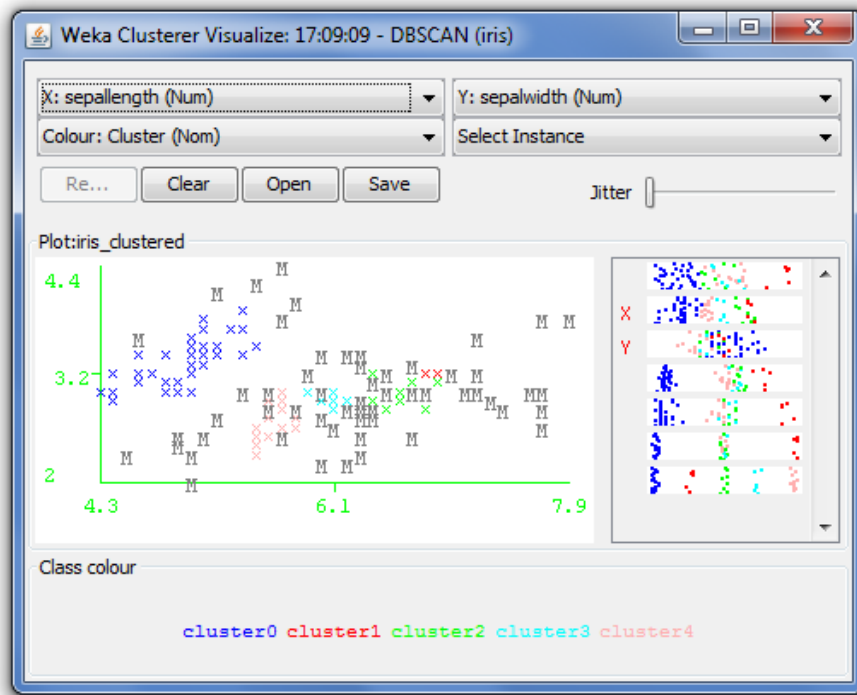 Weka Clusterer Visualize: 17:09:09 - DBSCAN (iris)
X: sepallength (Num) Y: sepalwidth (Num)
Colour: Cluster (Nom) Select Instance
Re... Clear Open Save Jitter
Plot:iris_clustered
4.4
3.2
2
4.3 6.1 7.9
X
Y
Class colour
cluster0 cluster1 cluster2 cluster3 cluster4